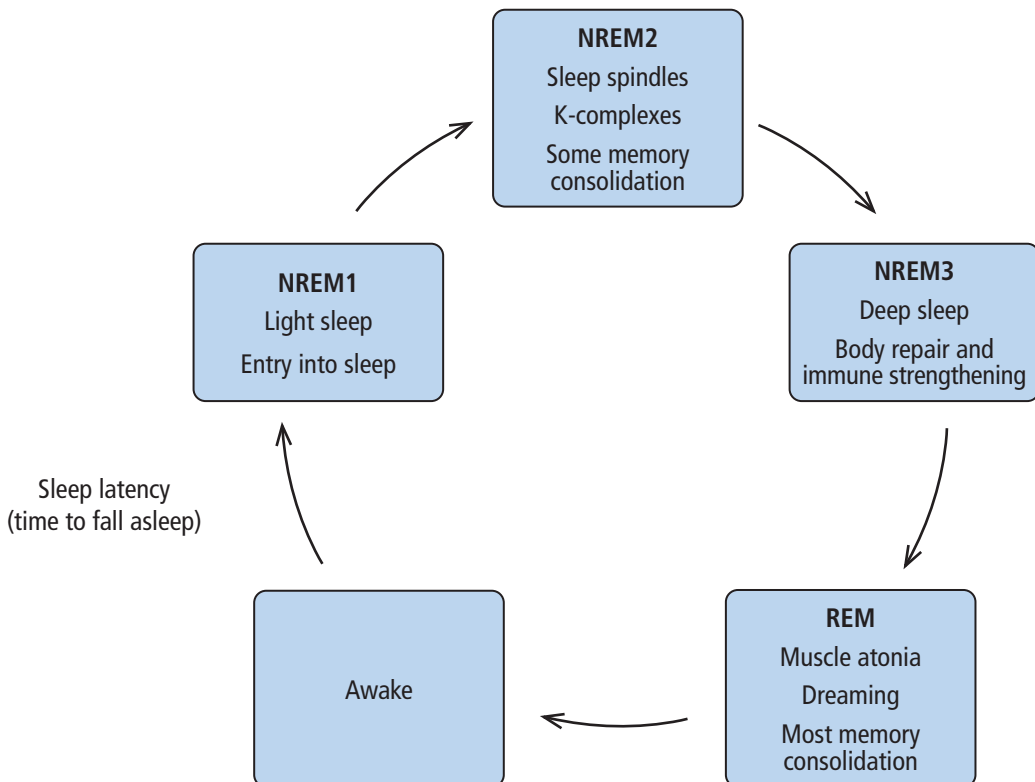 NREM2
Sleep spindles
K-complexes
Some memory
consolidation
NREM1
Light sleep
Entry into sleep
NREM3
Deep sleep
Body repair and
immune strengthening
Sleep latency
(time to fall asleep)
Awake
REM
Muscle atonia
Dreaming
Most memory
consolidation